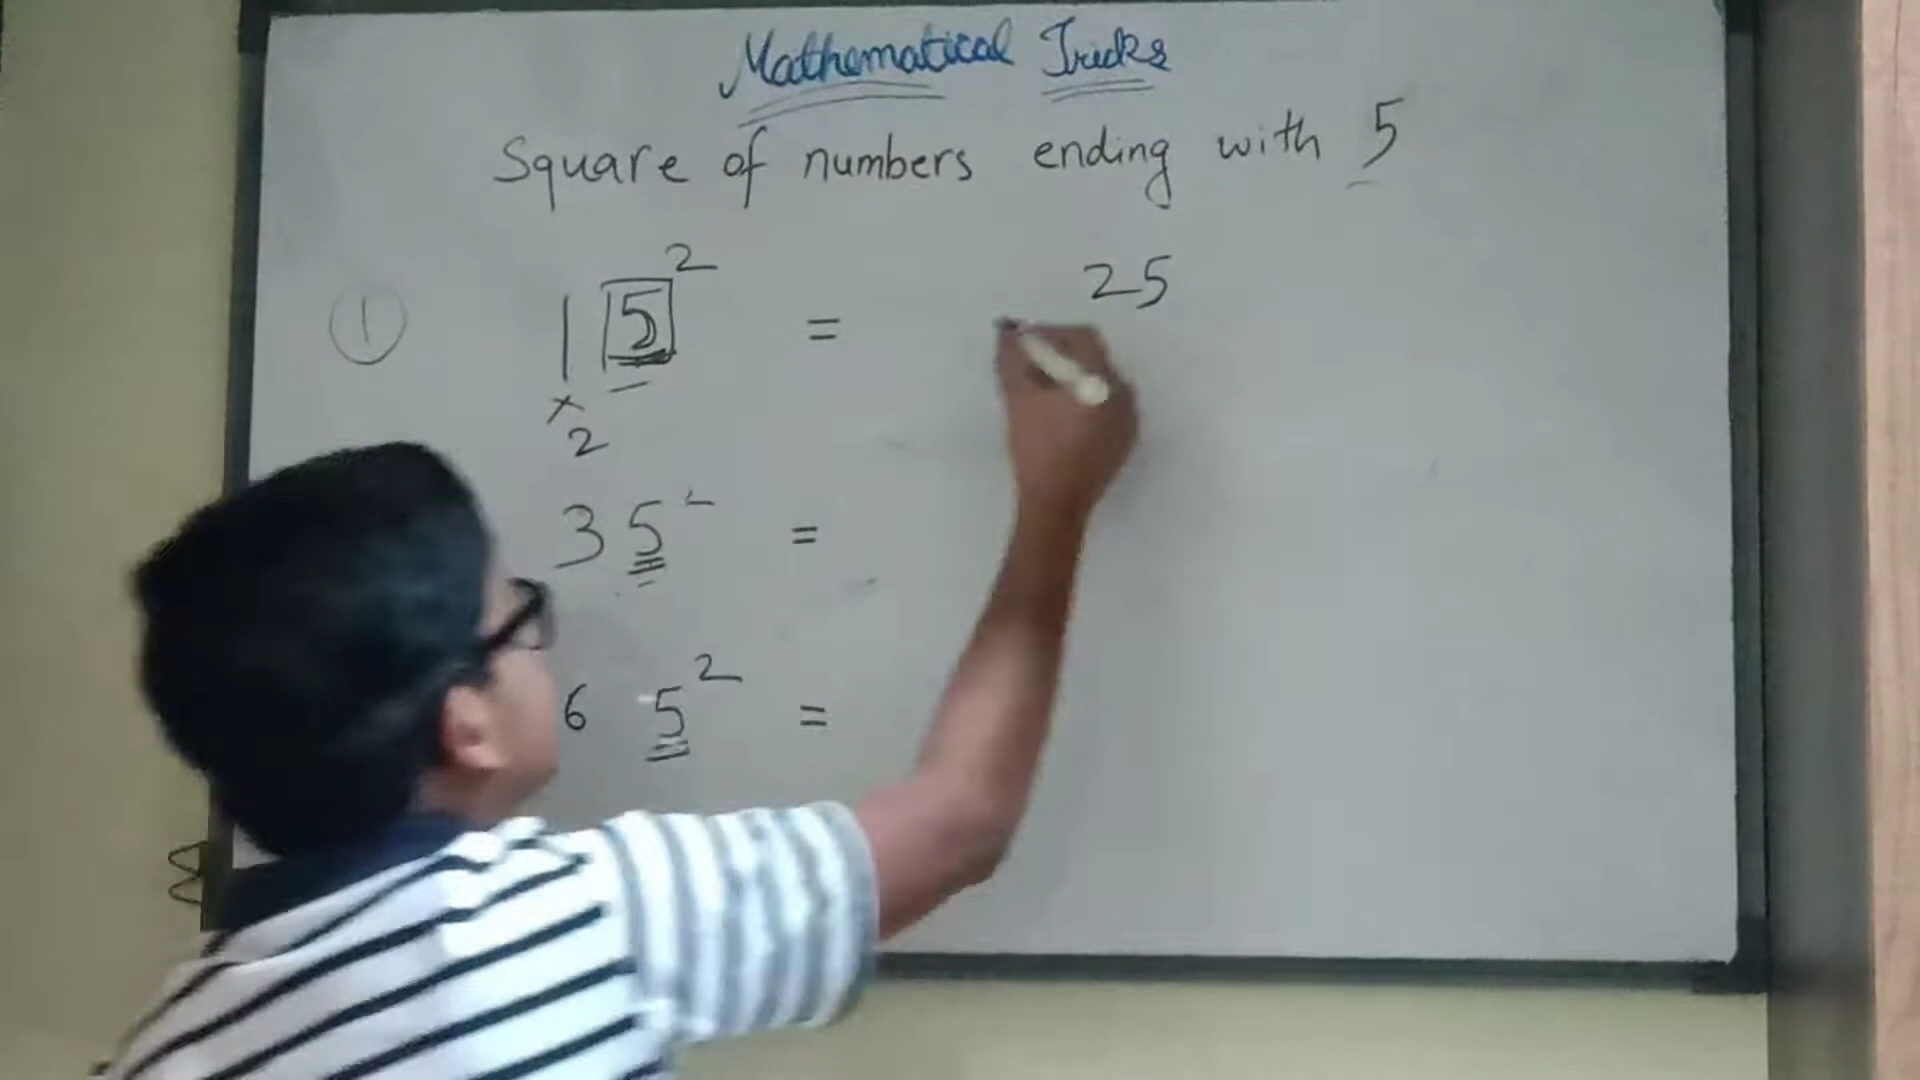 Mathematical Tricks
Square of numbers ending with 5
① 15² = 25
×
2
35² =
65² =